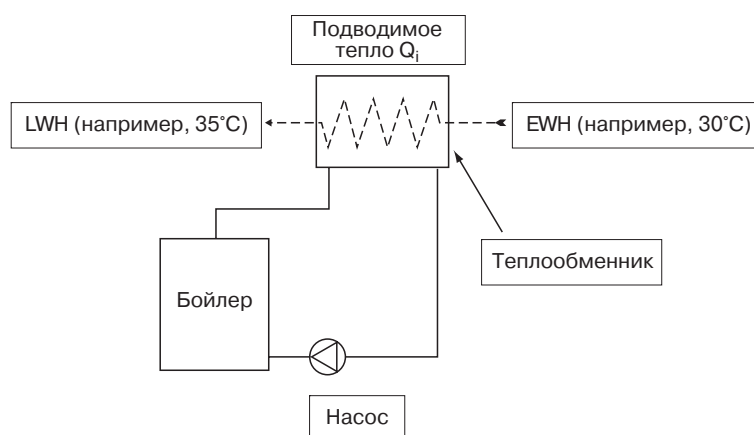 Подводимое
тепло Qi
LWH (например, 35°C)
EWH (например, 30°C)
Теплообменник
Бойлер
Насос